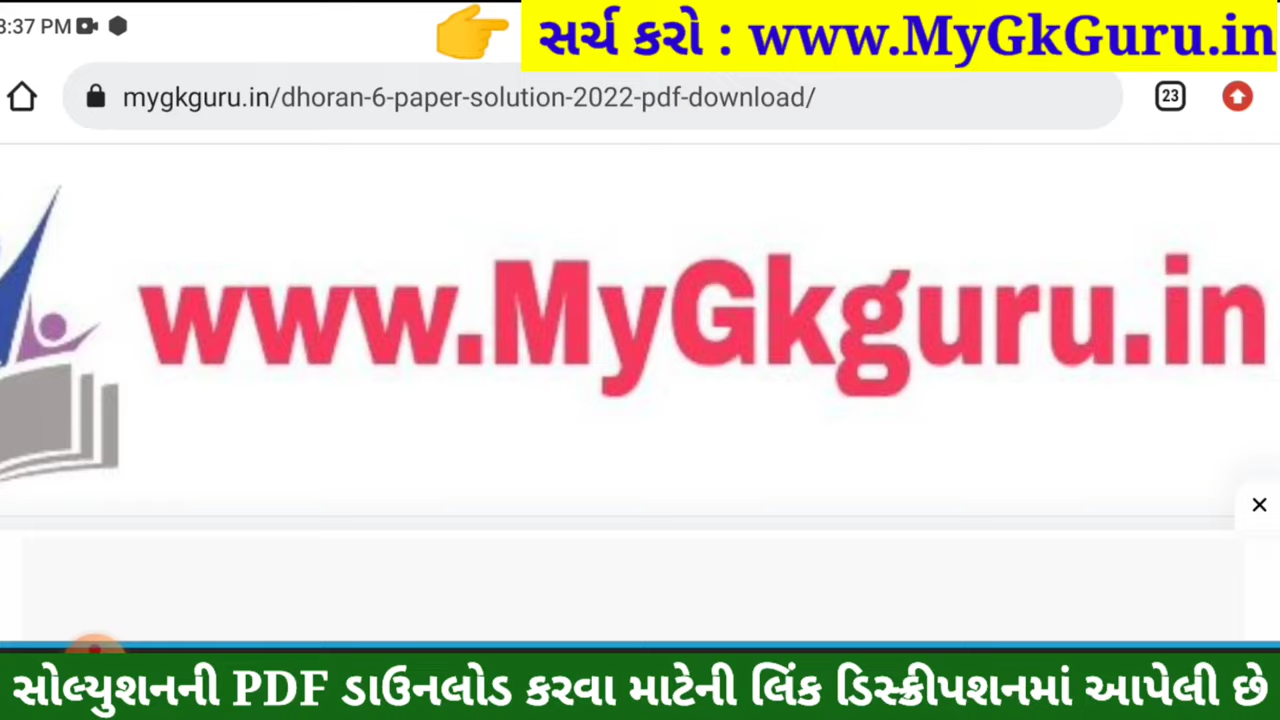 3:37 PM
સર્ચ કરો : www.MyGkGuru.in
mygkguru.in/dhoran-6-paper-solution-2022-pdf-download/
23
www.MyGkguru.in
સોલ્યુશનની PDF ડાઉનલોડ કરવા માટેની લિંક ડિસ્ક્રીપશનમાં આપેલી છે